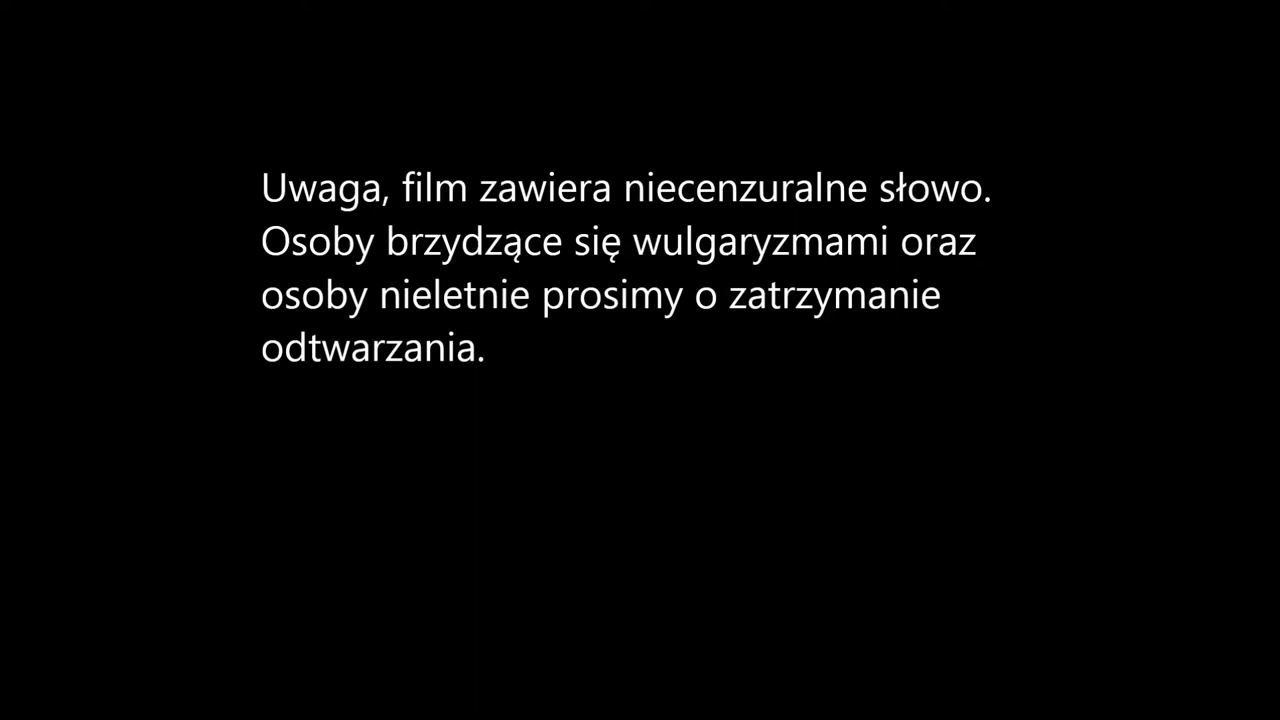 Uwaga, film zawiera niecenzuralne słowo.
Osoby brzydzące się wulgaryzmami oraz
osoby nieletnie prosimy o zatrzymanie
odtwarzania.